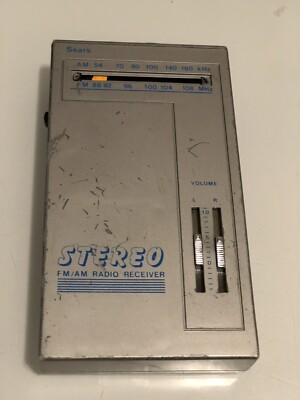 Sears
AM 54 70 90 100 140 160 kHz
FM 88 92 96 100 104 108 MHz
VOLUME
L R
10
STEREO
FM/AM RADIO RECEIVER